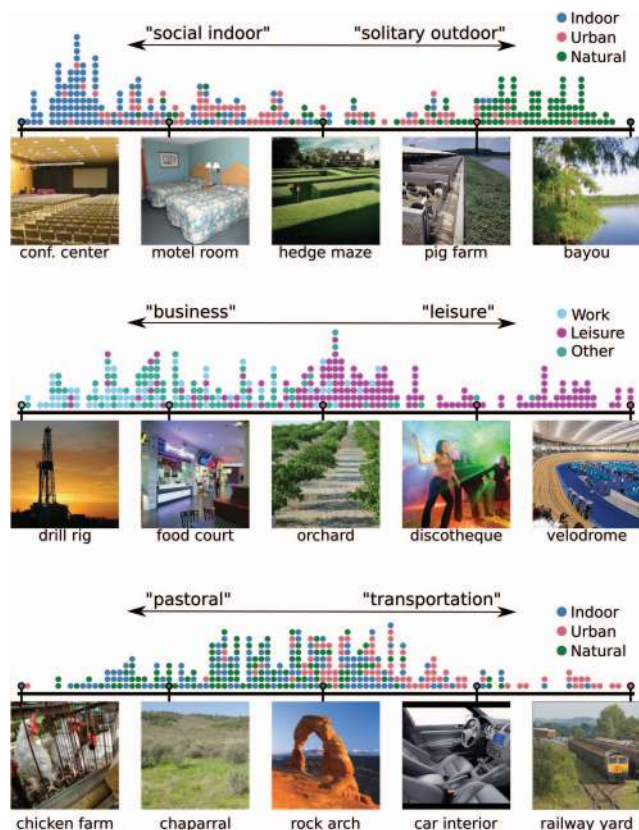 "social indoor" "solitary outdoor"
Indoor
Urban
Natural
conf. center motel room hedge maze pig farm bayou
"business" "leisure"
Work
Leisure
Other
drill rig food court orchard discotheque velodrome
"pastoral" "transportation"
Indoor
Urban
Natural
chicken farm chaparral rock arch car interior railway yard